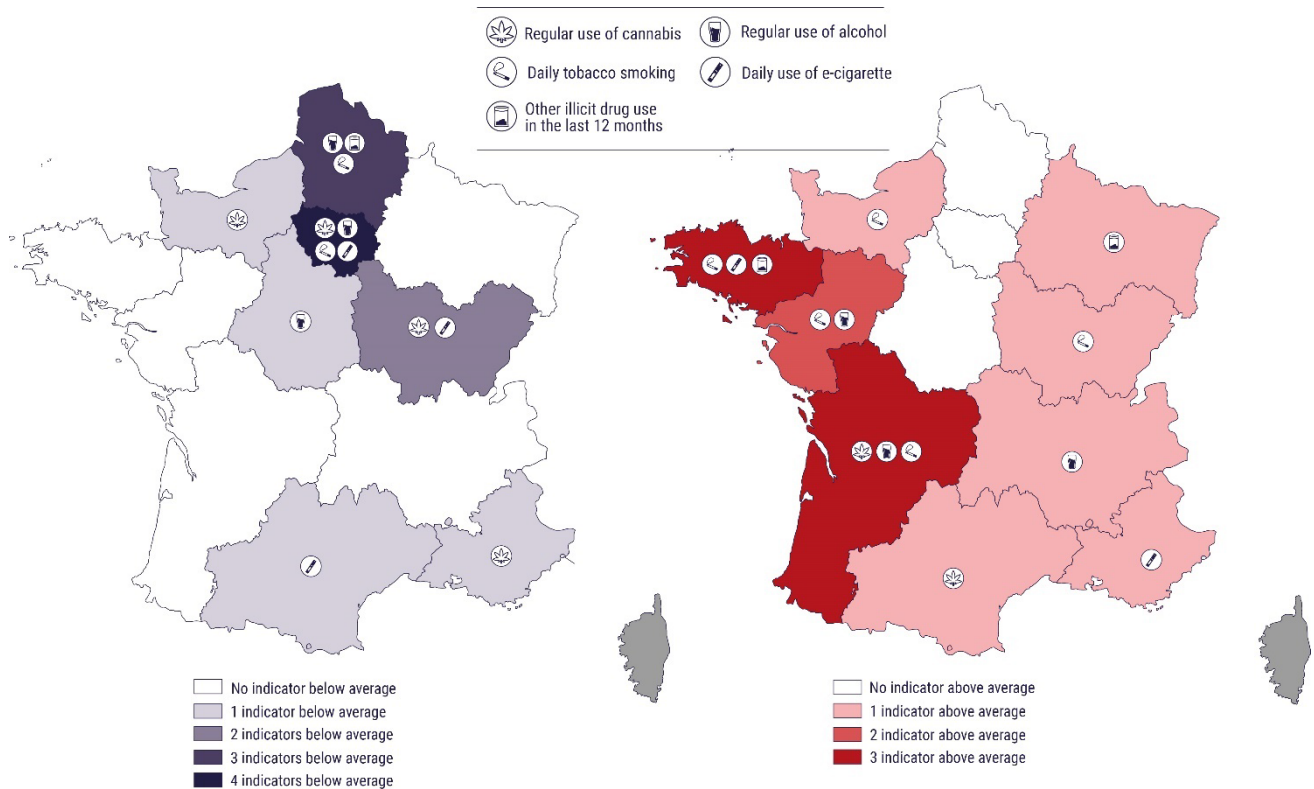 Regular use of cannabis
Regular use of alcohol
Daily tobacco smoking
Daily use of e-cigarette
Other illicit drug use
in the last 12 months
No indicator below average
1 indicator below average
2 indicators below average
3 indicators below average
4 indicators below average
No indicator above average
1 indicator above average
2 indicator above average
3 indicator above average